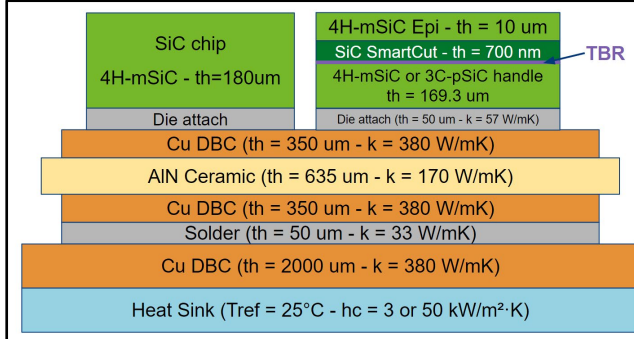 SiC chip
4H-mSiC - th=180um
Die attach
4H-mSiC Epi - th = 10 um
SiC SmartCut - th = 700 nm
TBR
4H-mSiC or 3C-pSiC handle
th = 169.3 um
Die attach (th = 50 um - k = 57 W/mK)
Cu DBC (th = 350 um - k = 380 W/mK)
AlN Ceramic (th = 635 um - k = 170 W/mK)
Cu DBC (th = 350 um - k = 380 W/mK)
Solder (th = 50 um - k = 33 W/mK)
Cu DBC (th = 2000 um - k = 380 W/mK)
Heat Sink (Tref = 25°C - hc = 3 or 50 kW/m²·K)